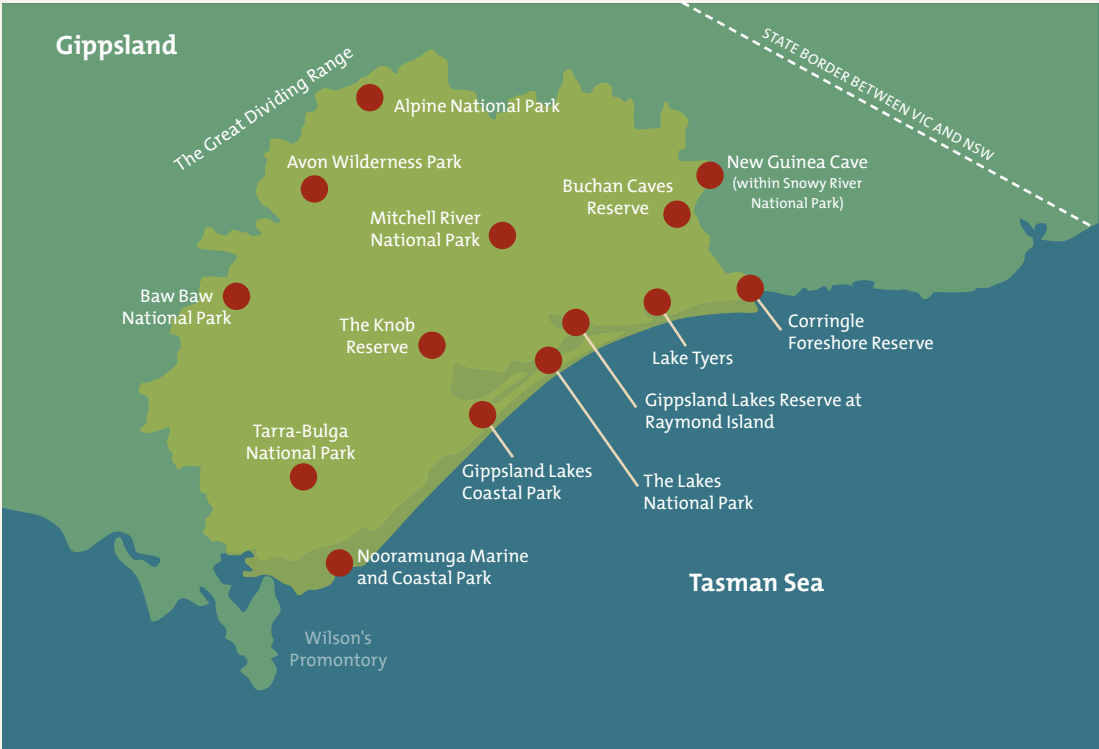 Gippsland
The Great Dividing Range
STATE BORDER BETWEEN VIC AND NSW
Alpine National Park
Avon Wilderness Park
New Guinea Cave
(within Snowy River
National Park)
Buchan Caves
Reserve
Mitchell River
National Park
Baw Baw
National Park
The Knob
Reserve
Corringle
Foreshore Reserve
Lake Tyers
Gippsland Lakes Reserve at
Raymond Island
Tarra-Bulga
National Park
Gippsland Lakes
Coastal Park
The Lakes
National Park
Nooramunga Marine
and Coastal Park
Tasman Sea
Wilson's
Promontory